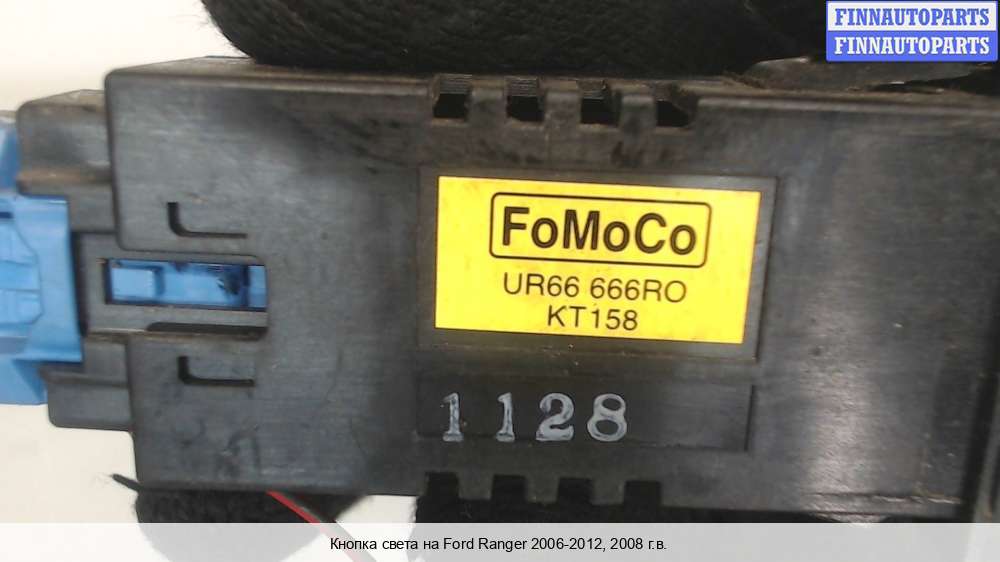 FINNAUTOPARTS
FINNAUTOPARTS
FoMoCo
UR66 666RO
KT158
1128
Кнопка света на Ford Ranger 2006-2012, 2008 г.в.